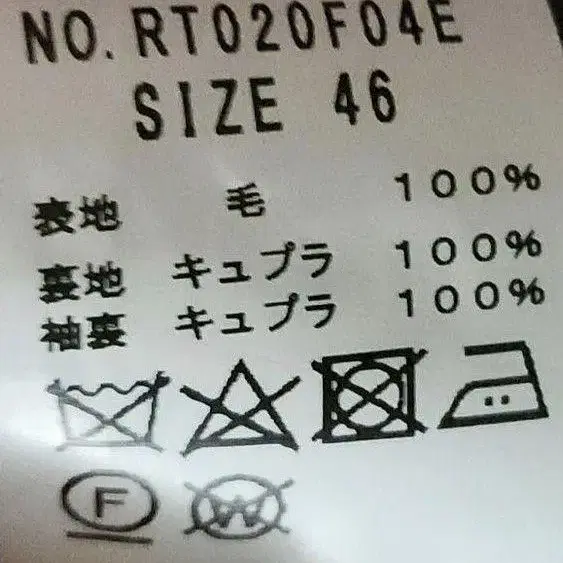 NO. RT020F04E
SIZE 46
表地 毛 100%
裏地 キュプラ 100%
袖裏 キュプラ 100%
F
W